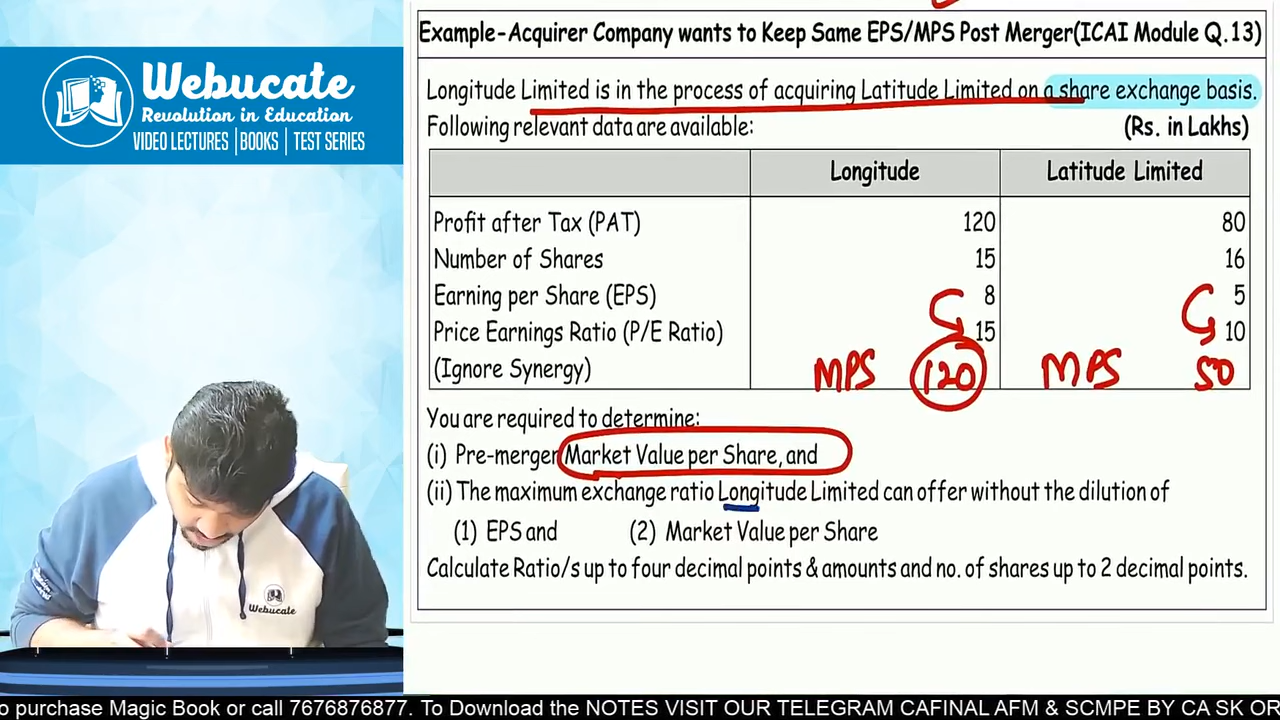 Webucate
Revolution in Education
VIDEO LECTURES | BOOKS | TEST SERIES
Example-Acquirer Company wants to Keep Same EPS/MPS Post Merger(ICAI Module Q.13)
Longitude Limited is in the process of acquiring Latitude Limited on a share exchange basis.
Following relevant data are available: (Rs. in Lakhs)
Longitude Latitude Limited
Profit after Tax (PAT) 120 80
Number of Shares 15 16
Earning per Share (EPS) 8 5
Price Earnings Ratio (P/E Ratio) 15 10
(Ignore Synergy) MPS 120 MPS 50
You are required to determine:
(i) Pre-merger Market Value per Share, and
(ii) The maximum exchange ratio Longitude Limited can offer without the dilution of
(1) EPS and (2) Market Value per Share
Calculate Ratio/s up to four decimal points & amounts and no. of shares up to 2 decimal points.
Webucate
o purchase Magic Book or call 7676876877. To Download the NOTES VISIT OUR TELEGRAM CAFINAL AFM & SCMPE BY CA SK OR